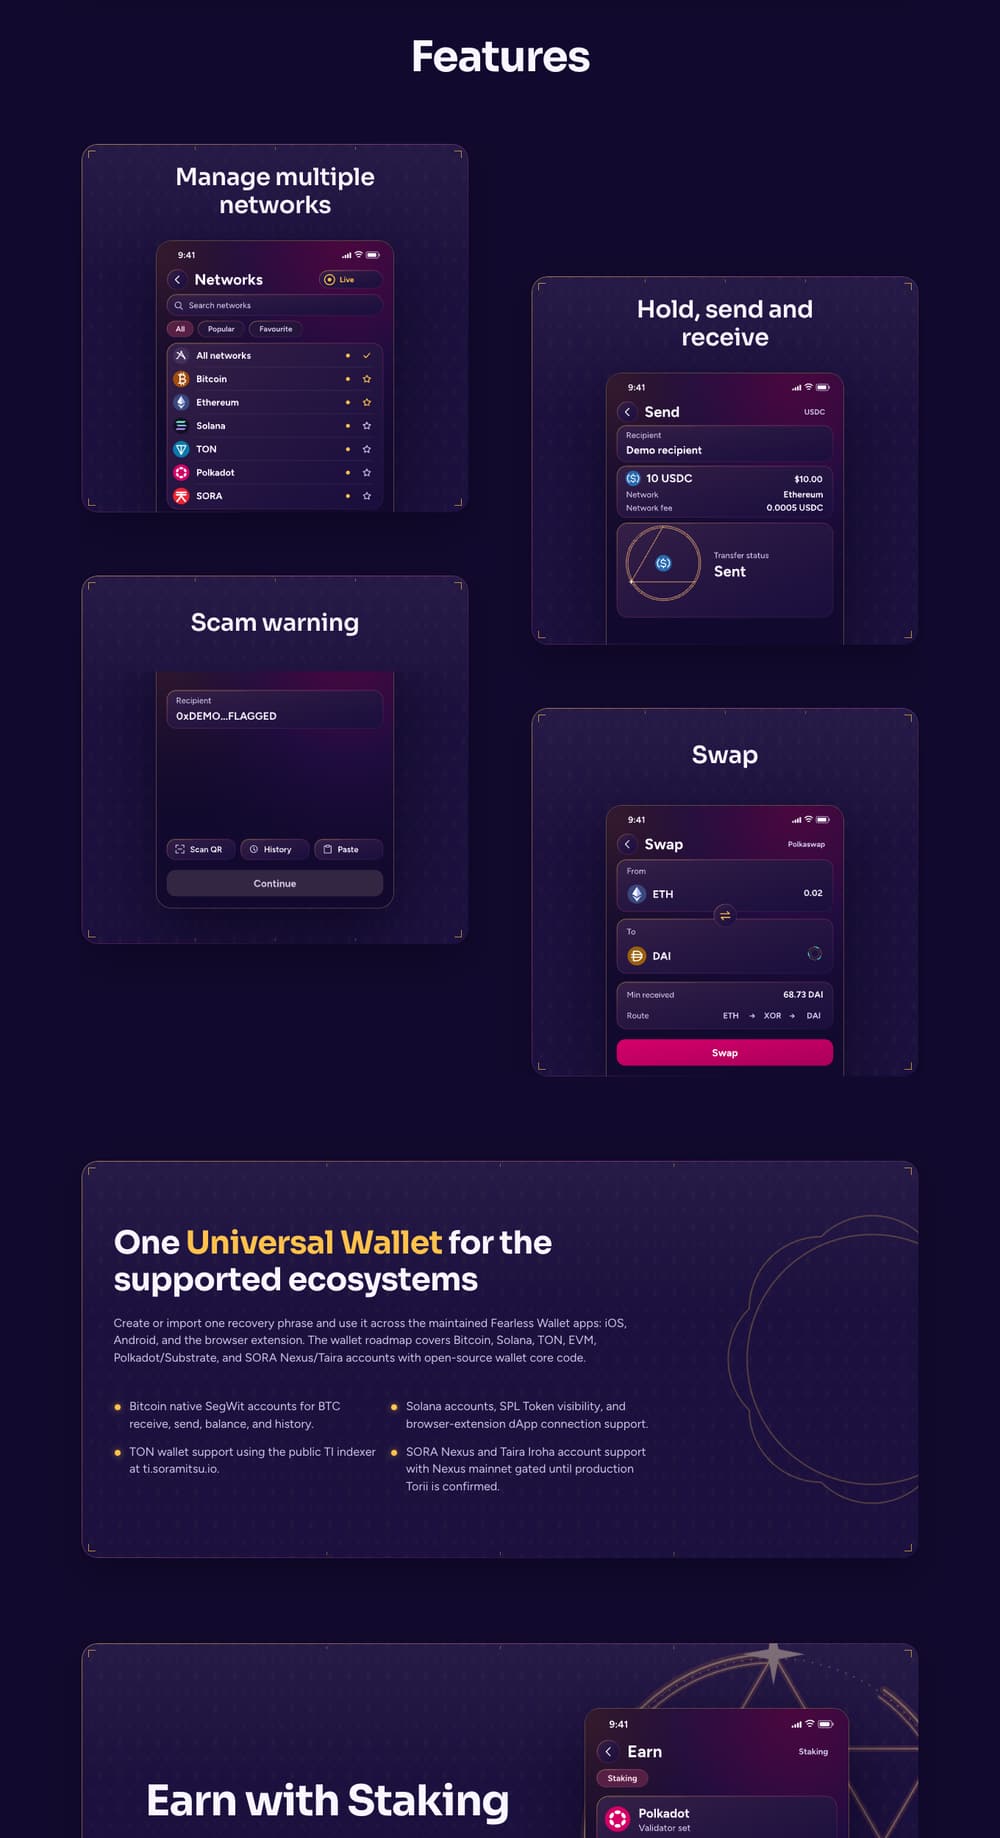 Features
Manage multiple
networks
9:41
Networks
Live
Search networks
All
Popular
Favourite
All networks
Bitcoin
Ethereum
Solana
TON
Polkadot
SORA
Hold, send and
receive
9:41
Send
USDC
Recipient
Demo recipient
10 USDC
$10.00
Network
Ethereum
Network fee
0.0005 USDC
Transfer status
Sent
Scam warning
Recipient
0xDEMO...FLAGGED
Scan QR
History
Paste
Continue
Swap
9:41
Swap
Polkaswap
From
ETH
0.02
To
DAI
Min received
68.73 DAI
Route
ETH → XOR → DAI
Swap
One Universal Wallet for the
supported ecosystems
Create or import one recovery phrase and use it across the maintained Fearless Wallet apps: iOS,
Android, and the browser extension. The wallet roadmap covers Bitcoin, Solana, TON, EVM,
Polkadot/Substrate, and SORA Nexus/Taira accounts with open-source wallet core code.
Bitcoin native SegWit accounts for BTC
receive, send, balance, and history.
Solana accounts, SPL Token visibility, and
browser-extension dApp connection support.
TON wallet support using the public TI indexer
at ti.soramitsu.io.
SORA Nexus and Taira Iroha account support
with Nexus mainnet gated until production
Torii is confirmed.
Earn with Staking
9:41
Earn
Staking
Staking
Polkadot
Validator set